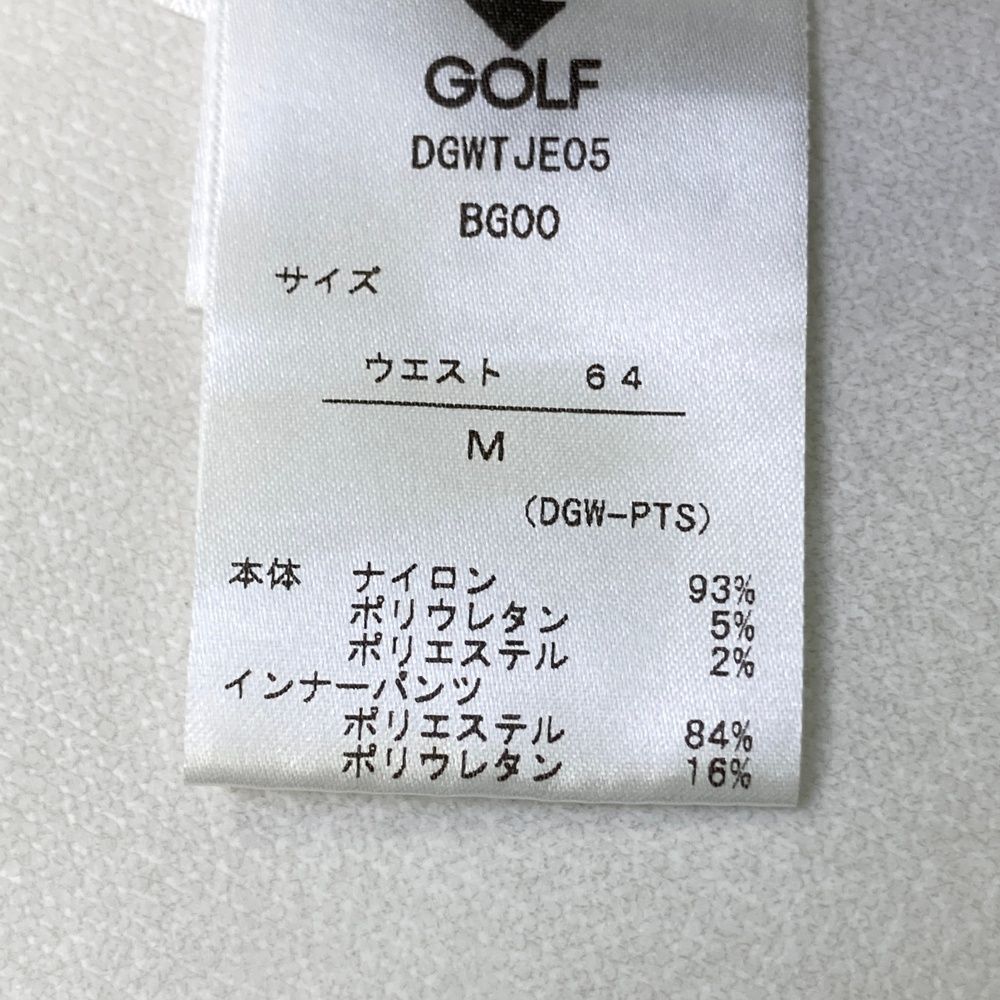 GOLF
DGWTJE05
BG00
サイズ
ウエスト 64
M
(DGW-PTS)
本体 ナイロン 93%
ポリウレタン 5%
ポリエステル 2%
インナーパンツ
ポリエステル 84%
ポリウレタン 16%